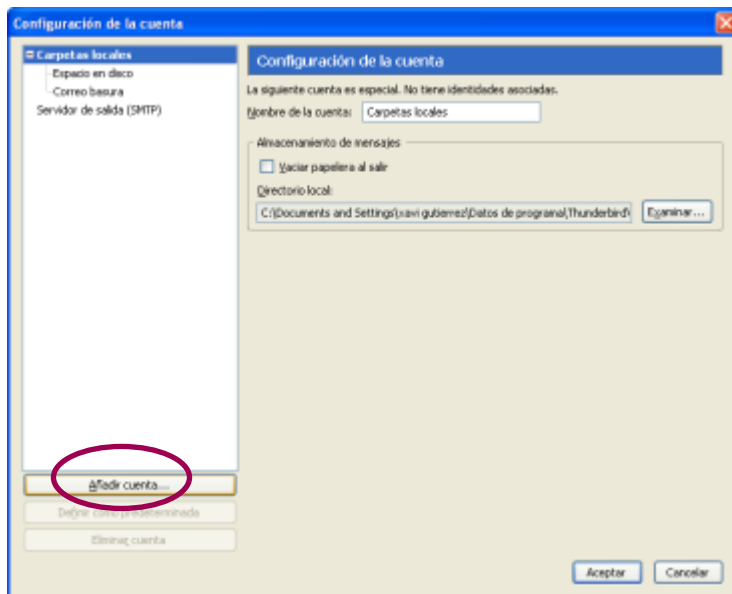 Configuración de la cuenta
Carpetas locales
Espacio en disco
Correo basura
Servidor de salida (SMTP)
Añadir cuenta...
Definir como predeterminada
Eliminar cuenta
Configuración de la cuenta
La siguiente cuenta es especial. No tiene identidades asociadas.
Nombre de la cuenta: Carpetas locales
Almacenamiento de mensajes
Vaciar papelera al salir
Directorio local:
C:\Documents and Settings\xavi gutierrez\Datos de programa\Thunderbird\ Examinar...
Aceptar Cancelar